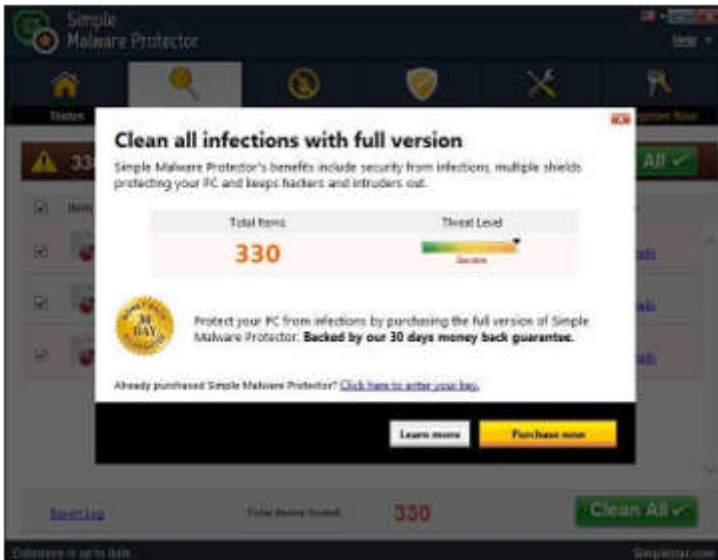 Simple
Malware Protector
Help
Status
Clean all infections with full version
Simple Malware Protector's benefits include security from infections, multiple shields
protecting your PC and keeps hackers and intruders out.
33
All
Item
Total Items
Threat Level
330
Severe
30
DAY
Protect your PC from infections by purchasing the full version of Simple
Malware Protector. Backed by our 30 days money back guarantee.
Already purchased Simple Malware Protector? Click here to enter your key.
Learn more
Purchase now
Total items found:
330
Clean All
Database is up to date